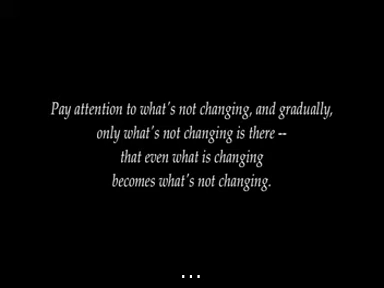 Pay attention to what's not changing, and gradually,
only what's not changing is there --
that even what is changing
becomes what's not changing.
...